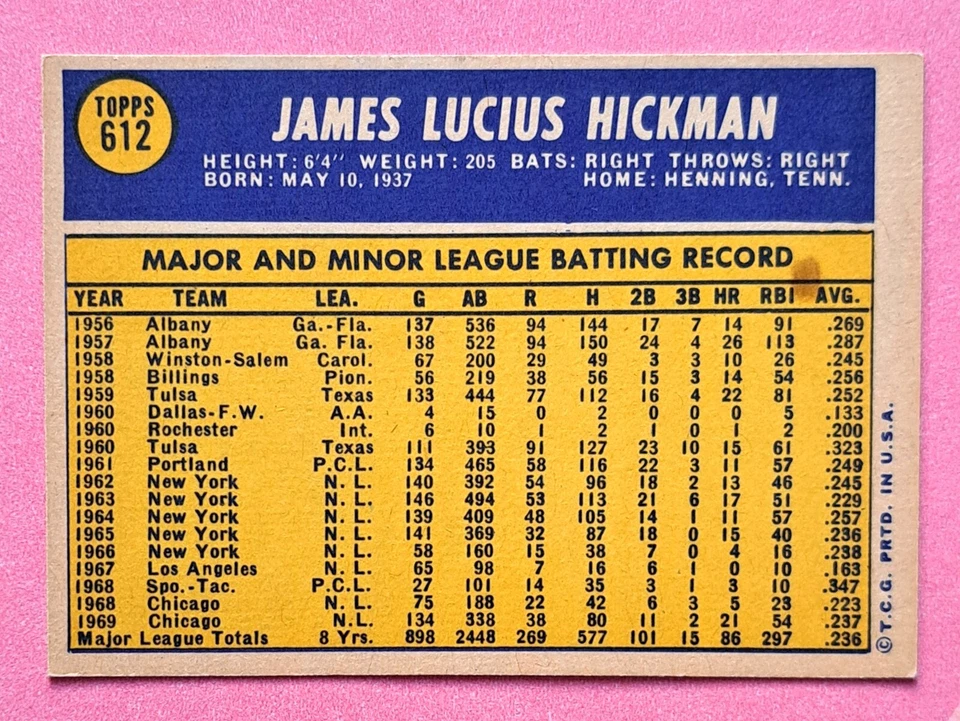 TOPPS
612
JAMES LUCIUS HICKMAN
HEIGHT: 6'4" WEIGHT: 205 BATS: RIGHT THROWS: RIGHT
BORN: MAY 10, 1937 HOME: HENNING, TENN.
MAJOR AND MINOR LEAGUE BATTING RECORD
YEAR TEAM LEA. G AB R H 2B 3B HR RBI AVG.
1956 Albany Ga.-Fla. 137 536 94 144 17 7 14 91 .269
1957 Albany Ga. Fla. 138 522 94 150 24 4 26 113 .287
1958 Winston-Salem Carol. 67 200 29 49 3 3 10 26 .245
1958 Billings Pion. 56 219 38 56 15 3 14 54 .256
1959 Tulsa Texas 133 444 77 112 16 4 22 81 .252
1960 Dallas-F.W. A.A. 4 15 0 2 0 0 0 5 .133
1960 Rochester Int. 6 10 1 2 1 0 1 2 .200
1960 Tulsa Texas 111 393 91 127 23 10 15 61 .323
1961 Portland P.C.L. 134 465 58 116 22 3 11 57 .249
1962 New York N. L. 140 392 54 96 18 2 13 46 .245
1963 New York N. L. 146 494 53 113 21 6 17 51 .229
1964 New York N. L. 139 409 48 105 14 1 11 57 .257
1965 New York N. L. 141 369 32 87 18 0 15 40 .236
1966 New York N. L. 58 160 15 38 7 0 4 16 .238
1967 Los Angeles N. L. 65 98 7 16 6 1 0 10 .163
1968 Spo.-Tac. P.C.L. 27 101 14 35 3 1 3 10 .347
1968 Chicago N. L. 75 188 22 42 6 3 5 23 .223
1969 Chicago N. L. 134 338 38 80 11 2 21 54 .237
Major League Totals 8 Yrs. 898 2448 269 577 101 15 86 297 .236
©T.C.G. PRTD. IN U.S.A.